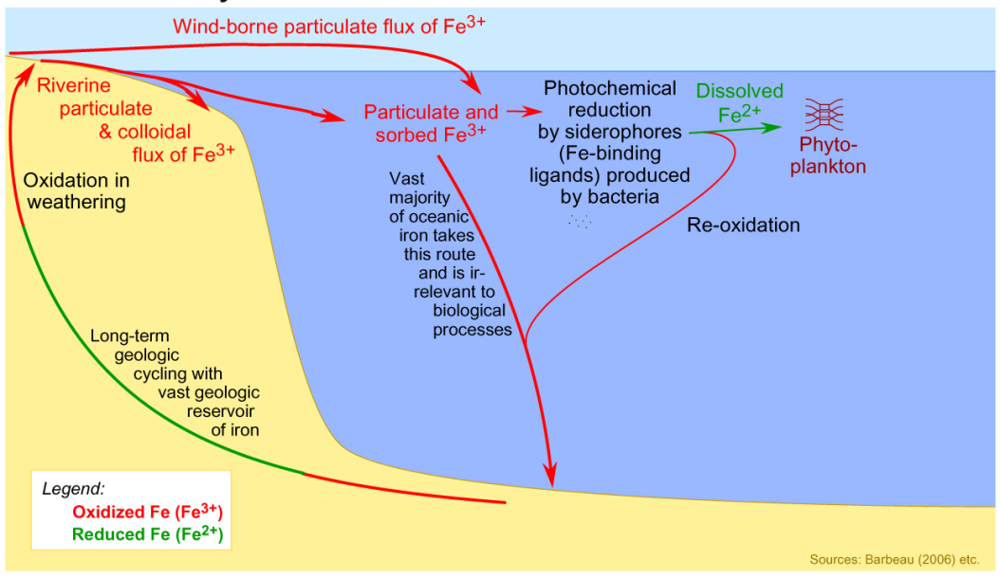 Wind-borne particulate flux of Fe3+
Riverine
particulate
& colloidal
flux of Fe3+
Particulate and
sorbed Fe3+
Photochemical
reduction
by siderophores
(Fe-binding
ligands) produced
by bacteria
Dissolved
Fe2+
Phyto-
plankton
Oxidation in
weathering
Vast
majority
of oceanic
iron takes
this route
and is ir-
relevant to
biological
processes
Re-oxidation
Long-term
geologic
cycling with
vast geologic
reservoir
of iron
Legend:
Oxidized Fe (Fe3+)
Reduced Fe (Fe2+)
Sources: Barbeau (2006) etc.